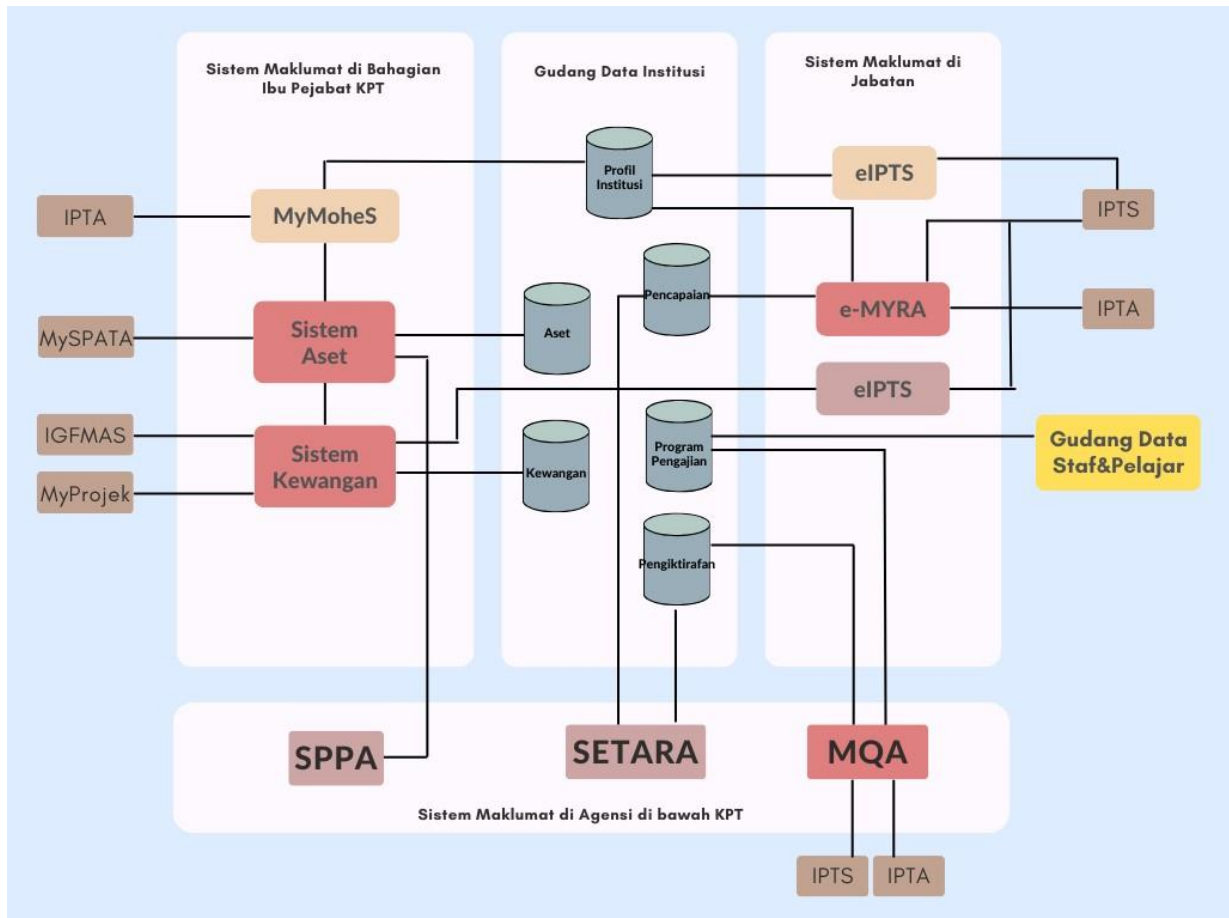 Sistem Maklumat di Bahagian
Ibu Pejabat KPT
Gudang Data Institusi
Sistem Maklumat di
Jabatan
Profil
Institusi
eIPTS
IPTA
MyMoheS
IPTS
Pencapaian
e-MYRA
IPTA
MySPATA
Sistem
Aset
Aset
eIPTS
IGFMAS
Sistem
Kewangan
MyProjek
Kewangan
Program
Pengajian
Gudang Data
Staf&Pelajar
Pengiktirafan
SPPA
SETARA
MQA
Sistem Maklumat di Agensi di bawah KPT
IPTS
IPTA